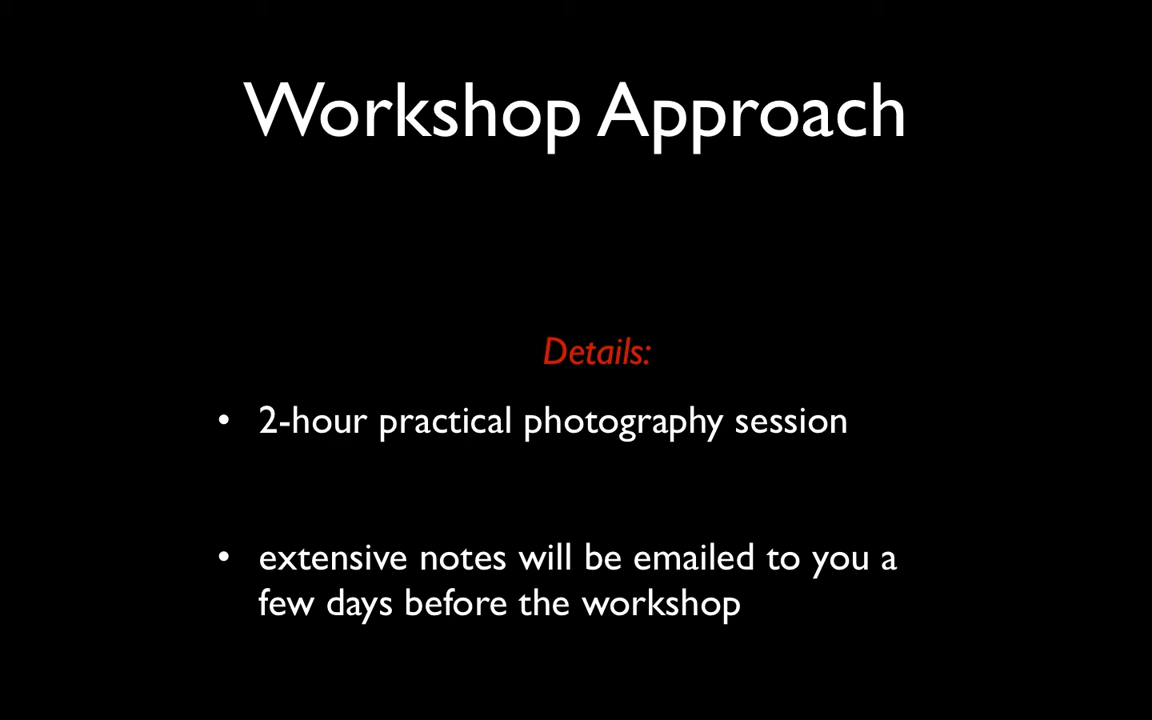 Workshop Approach
Details:
• 2-hour practical photography session
• extensive notes will be emailed to you a
few days before the workshop